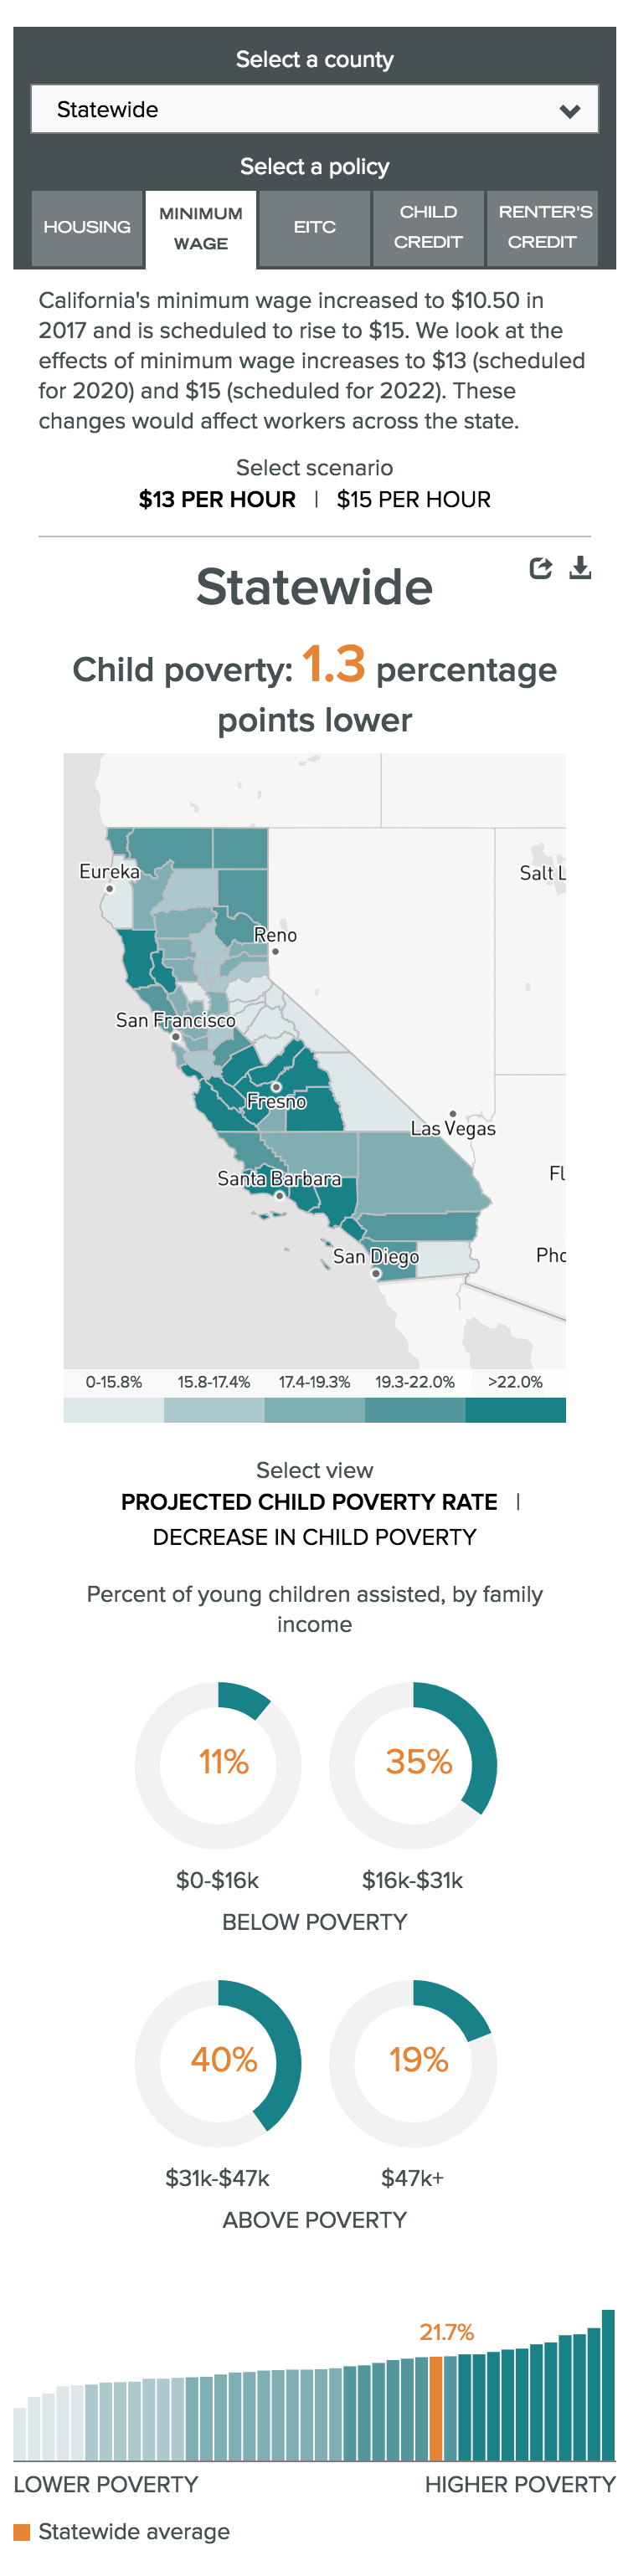 Select a county
Statewide
Select a policy
HOUSING
MINIMUM
WAGE
EITC
CHILD
CREDIT
RENTER'S
CREDIT
California's minimum wage increased to $10.50 in
2017 and is scheduled to rise to $15. We look at the
effects of minimum wage increases to $13 (scheduled
for 2020) and $15 (scheduled for 2022). These
changes would affect workers across the state.
Select scenario
$13 PER HOUR | $15 PER HOUR
Statewide
Child poverty: 1.3 percentage
points lower
Eureka
Salt L
Reno
San Francisco
Fresno
Las Vegas
Santa Barbara
Fl
San Diego
Pho
0-15.8% 15.8-17.4% 17.4-19.3% 19.3-22.0% >22.0%
Select view
PROJECTED CHILD POVERTY RATE |
DECREASE IN CHILD POVERTY
Percent of young children assisted, by family
income
11% 35%
$0-$16k $16k-$31k
BELOW POVERTY
40% 19%
$31k-$47k $47k+
ABOVE POVERTY
21.7%
LOWER POVERTY HIGHER POVERTY
Statewide average